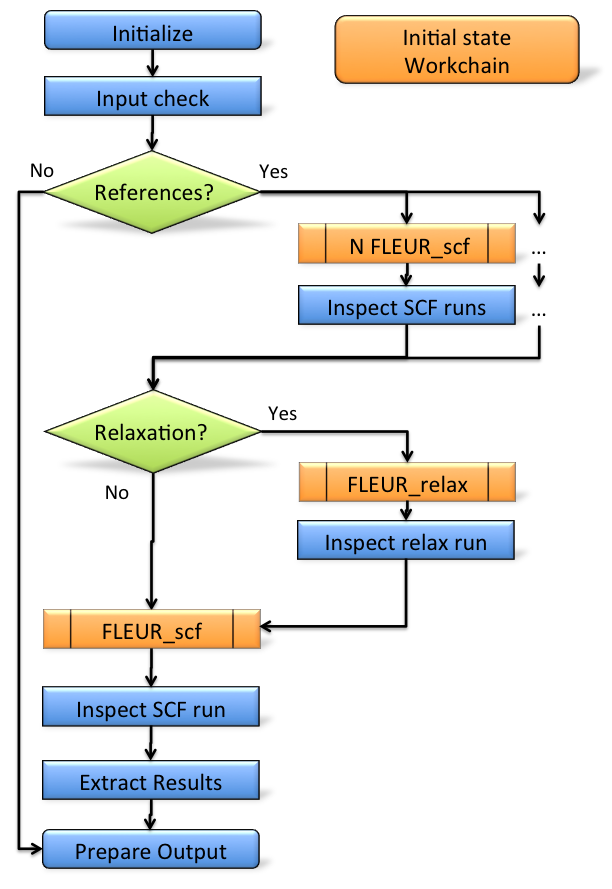 Initialize
Initial state
Workchain
Input check
No
Yes
References?
N FLEUR_scf
...
Inspect SCF runs
...
Yes
Relaxation?
FLEUR_relax
No
Inspect relax run
FLEUR_scf
Inspect SCF run
Extract Results
Prepare Output